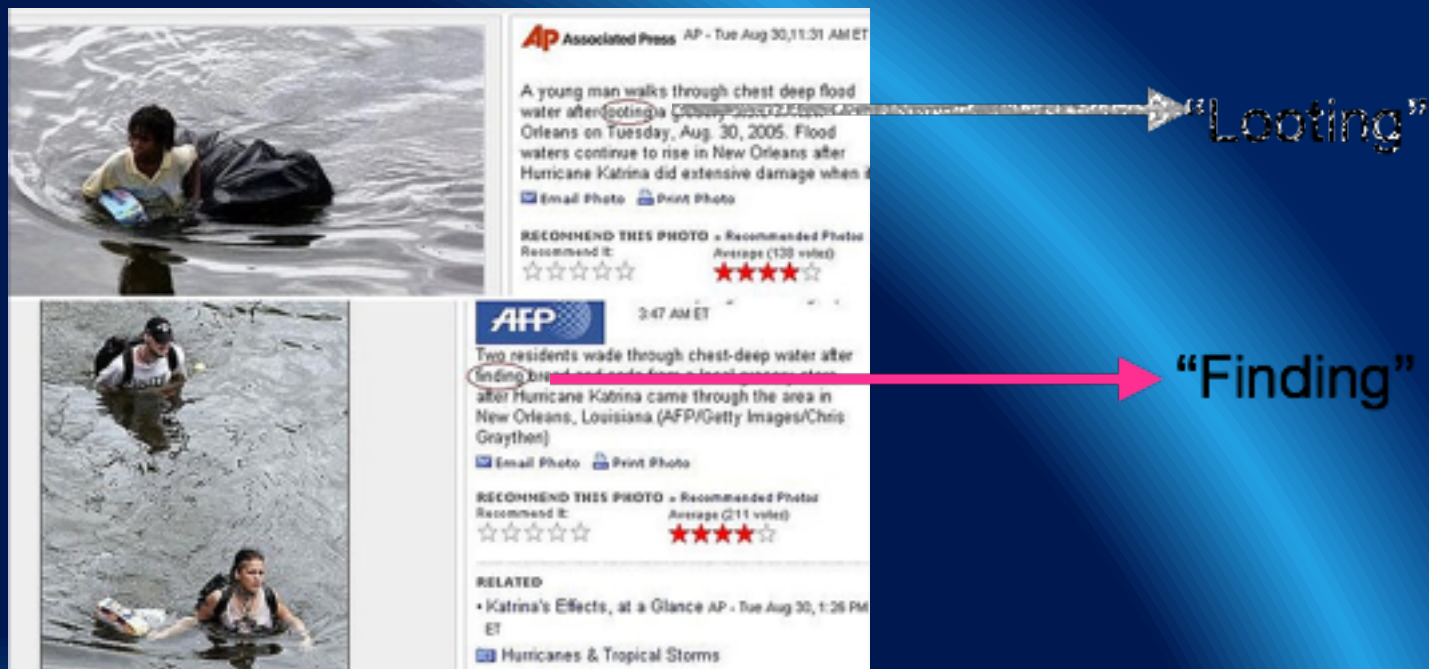 AP Associated Press AP - Tue Aug 30,11:31 AM ET
A young man walks through chest deep flood
water after looting a
Orleans on Tuesday, Aug. 30, 2005. Flood
waters continue to rise in New Orleans after
Hurricane Katrina did extensive damage when
Email Photo Print Photo
RECOMMEND THIS PHOTO » Recommended Photos
Recommend It: Average (138 votes)
"Looting"
AFP 3:47 AM ET
Two residents wade through chest-deep water after
finding
after Hurricane Katrina came through the area in
New Orleans, Louisiana.(AFP/Getty Images/Chris
Graythen)
Email Photo Print Photo
RECOMMEND THIS PHOTO » Recommended Photos
Recommend It: Average (211 votes)
RELATED
• Katrina's Effects, at a Glance AP - Tue Aug 30, 1:26 PM
ET
Hurricanes & Tropical Storms
"Finding"